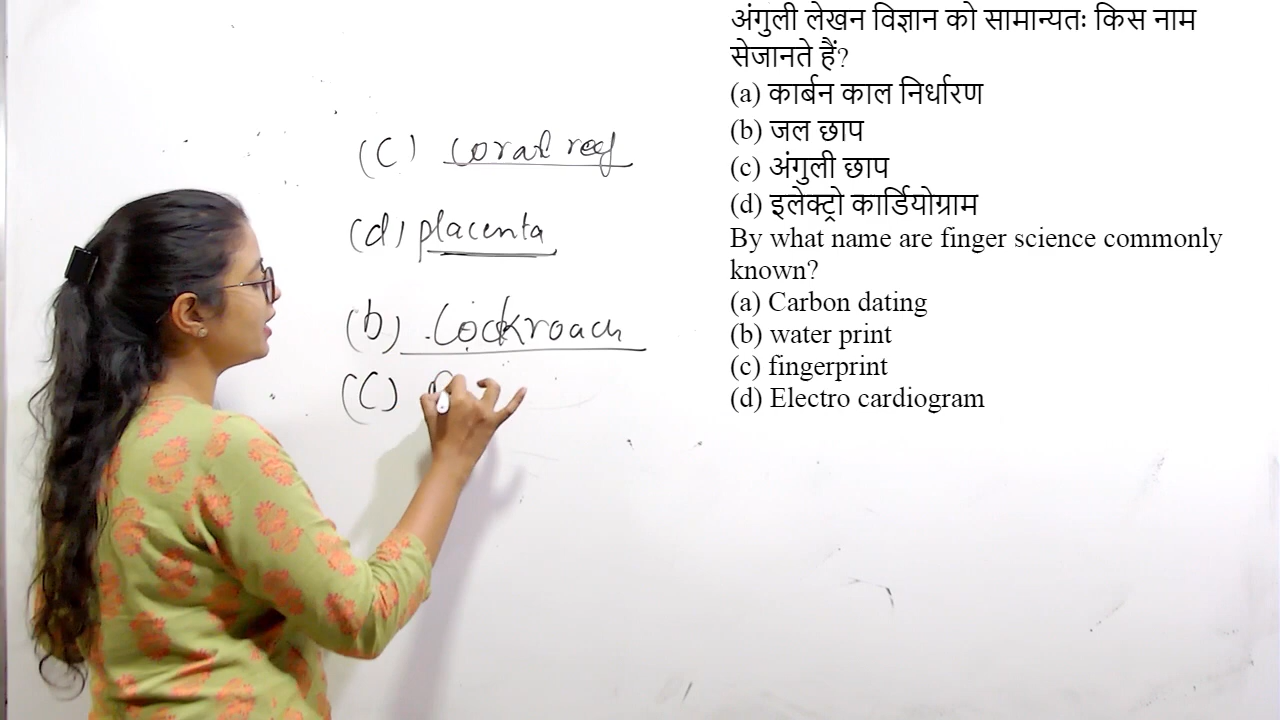 (C) coral reef
(d) placenta
(b) Cockroach
(C)
अंगुली लेखन विज्ञान को सामान्यतः किस नाम
सेजानते हैं?
(a) कार्बन काल निर्धारण
(b) जल छाप
(c) अंगुली छाप
(d) इलेक्ट्रो कार्डियोग्राम
By what name are finger science commonly
known?
(a) Carbon dating
(b) water print
(c) fingerprint
(d) Electro cardiogram